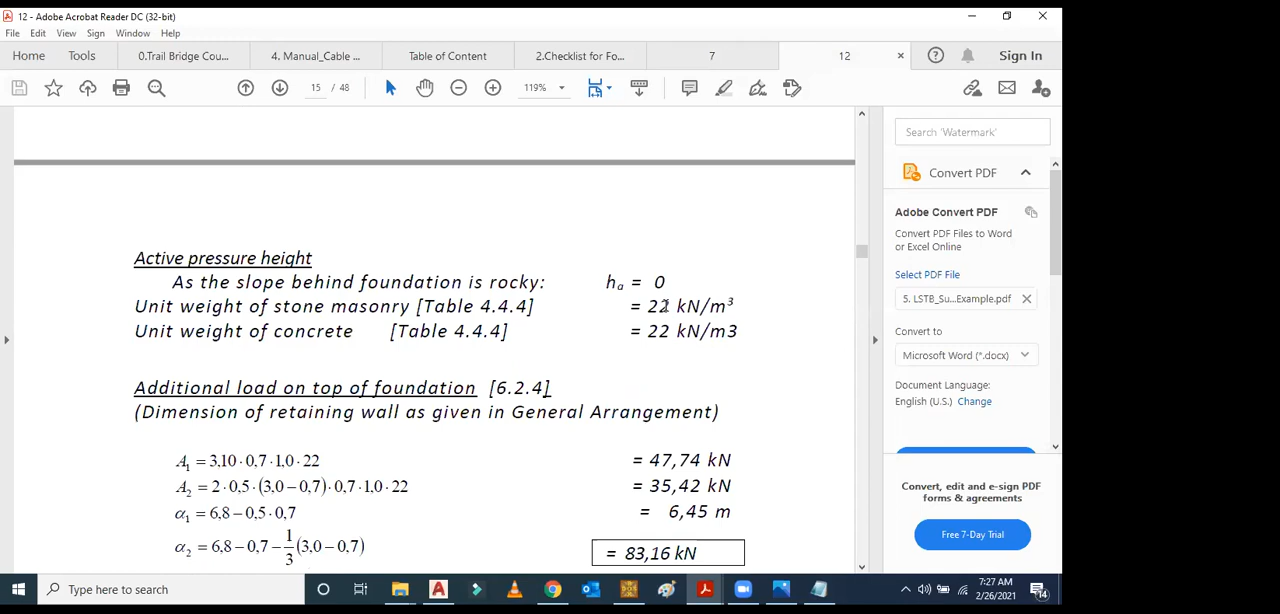 12 - Adobe Acrobat Reader DC (32-bit)
File Edit View Sign Window Help
Home Tools 0.Trail Bridge Cou... 4. Manual_Cable ... Table of Content 2.Checklist for Fo... 7 12 × Sign In
15 / 48 119%
Search 'Watermark'
Convert PDF
Adobe Convert PDF
Convert PDF Files to Word
or Excel Online
Select PDF File
5. LSTB_Su...Example.pdf
Convert to
Microsoft Word (*.docx)
Document Language:
English (U.S.) Change
Convert, edit and e-sign PDF
forms & agreements
Free 7-Day Trial
Active pressure height
As the slope behind foundation is rocky: hₐ = 0
Unit weight of stone masonry [Table 4.4.4] = 22 kN/m³
Unit weight of concrete [Table 4.4.4] = 22 kN/m3
Additional load on top of foundation [6.2.4]
(Dimension of retaining wall as given in General Arrangement)
A₁ = 3,10 · 0,7 · 1,0 · 22 = 47,74 kN
A₂ = 2 · 0,5 · (3,0 − 0,7) · 0,7 · 1,0 · 22 = 35,42 kN
α₁ = 6,8 − 0,5 · 0,7 = 6,45 m
α₂ = 6,8 − 0,7 − 1/3 (3,0 − 0,7) = 83,16 kN
Type here to search
7:27 AM
2/26/2021
14